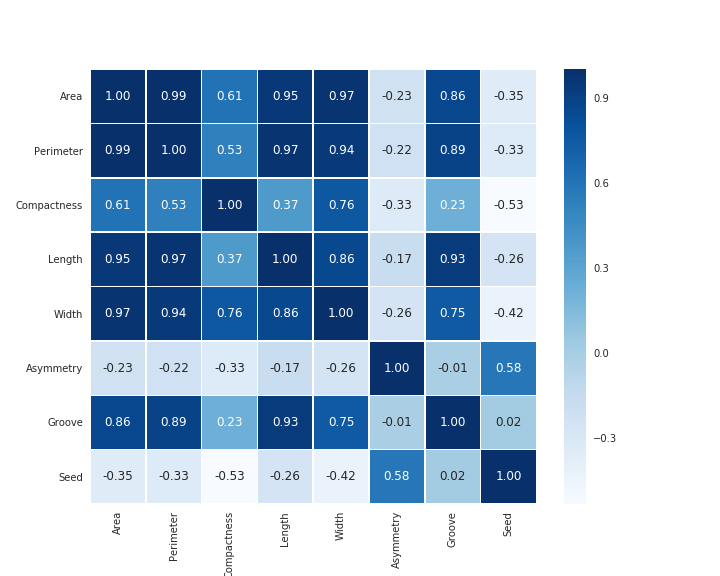 Area 1.00 0.99 0.61 0.95 0.97 -0.23 0.86 -0.35
Perimeter 0.99 1.00 0.53 0.97 0.94 -0.22 0.89 -0.33
Compactness 0.61 0.53 1.00 0.37 0.76 -0.33 0.23 -0.53
Length 0.95 0.97 0.37 1.00 0.86 -0.17 0.93 -0.26
Width 0.97 0.94 0.76 0.86 1.00 -0.26 0.75 -0.42
Asymmetry -0.23 -0.22 -0.33 -0.17 -0.26 1.00 -0.01 0.58
Groove 0.86 0.89 0.23 0.93 0.75 -0.01 1.00 0.02
Seed -0.35 -0.33 -0.53 -0.26 -0.42 0.58 0.02 1.00
Area
Perimeter
Compactness
Length
Width
Asymmetry
Groove
Seed
0.9
0.6
0.3
0.0
−0.3